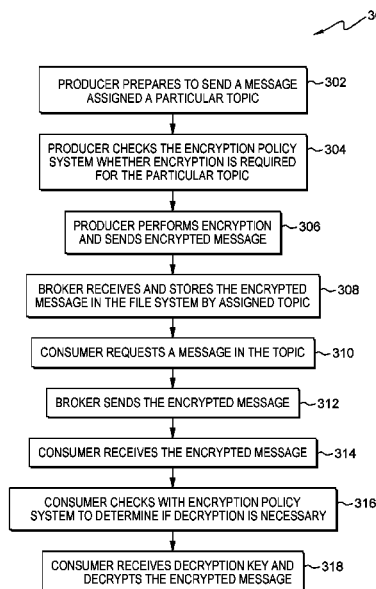 PRODUCER PREPARES TO SEND A MESSAGE
ASSIGNED A PARTICULAR TOPIC
302
PRODUCER CHECKS THE ENCRYPTION POLICY
SYSTEM WHETHER ENCRYPTION IS REQUIRED
FOR THE PARTICULAR TOPIC
304
PRODUCER PERFORMS ENCRYPTION
AND SENDS ENCRYPTED MESSAGE
306
BROKER RECEIVES AND STORES THE ENCRYPTED
MESSAGE IN THE FILE SYSTEM BY ASSIGNED TOPIC
308
CONSUMER REQUESTS A MESSAGE IN THE TOPIC
310
BROKER SENDS THE ENCRYPTED MESSAGE
312
CONSUMER RECEIVES THE ENCRYPTED MESSAGE
314
CONSUMER CHECKS WITH ENCRYPTION POLICY
SYSTEM TO DETERMINE IF DECRYPTION IS NECESSARY
316
CONSUMER RECEIVES DECRYPTION KEY AND
DECRYPTS THE ENCRYPTED MESSAGE
318